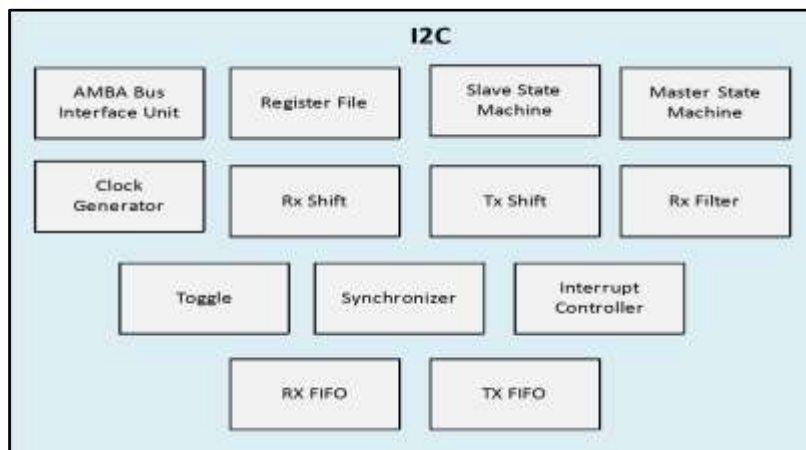 I2C
AMBA Bus
Interface Unit
Register File
Slave State
Machine
Master State
Machine
Clock
Generator
Rx Shift
Tx Shift
Rx Filter
Toggle
Synchronizer
Interrupt
Controller
RX FIFO
TX FIFO